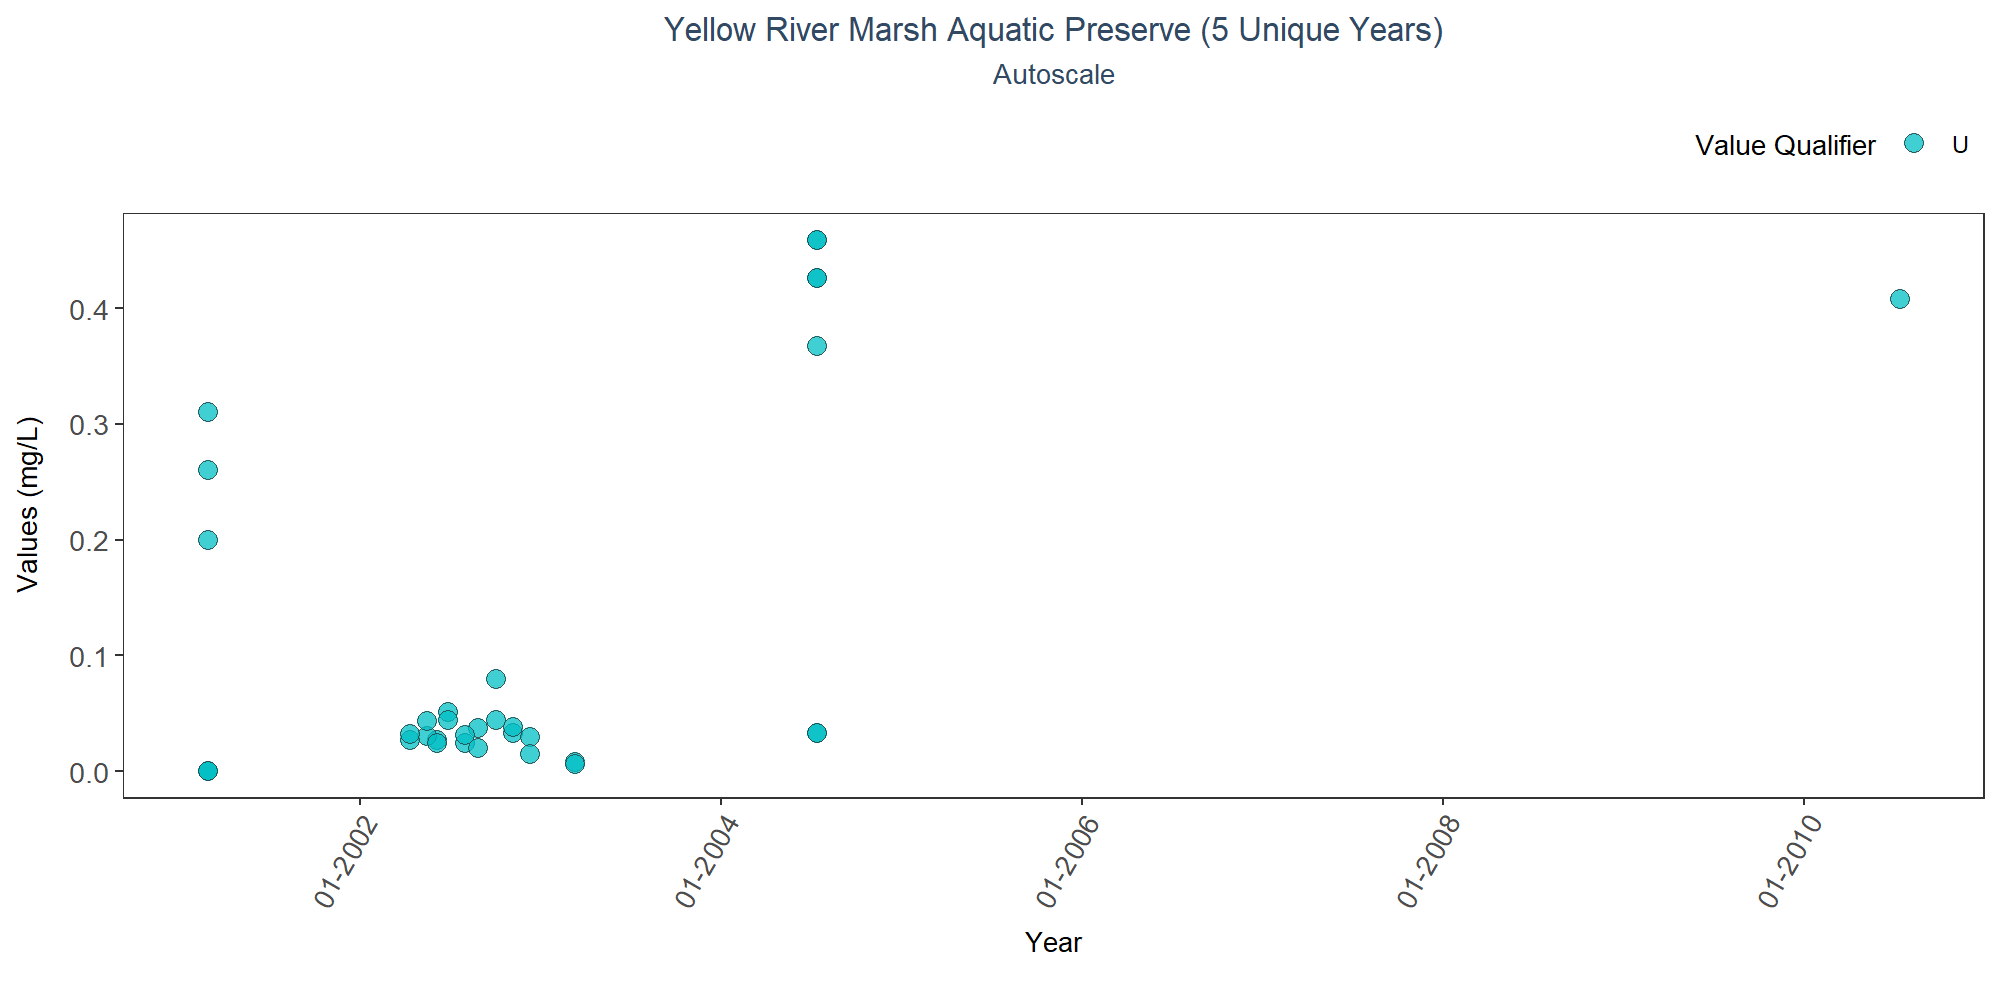 Yellow River Marsh Aquatic Preserve (5 Unique Years)
Autoscale
Value Qualifier U
Values (mg/L)
0.4
0.3
0.2
0.1
0.0
01-2002 01-2004 01-2006 01-2008 01-2010
Year